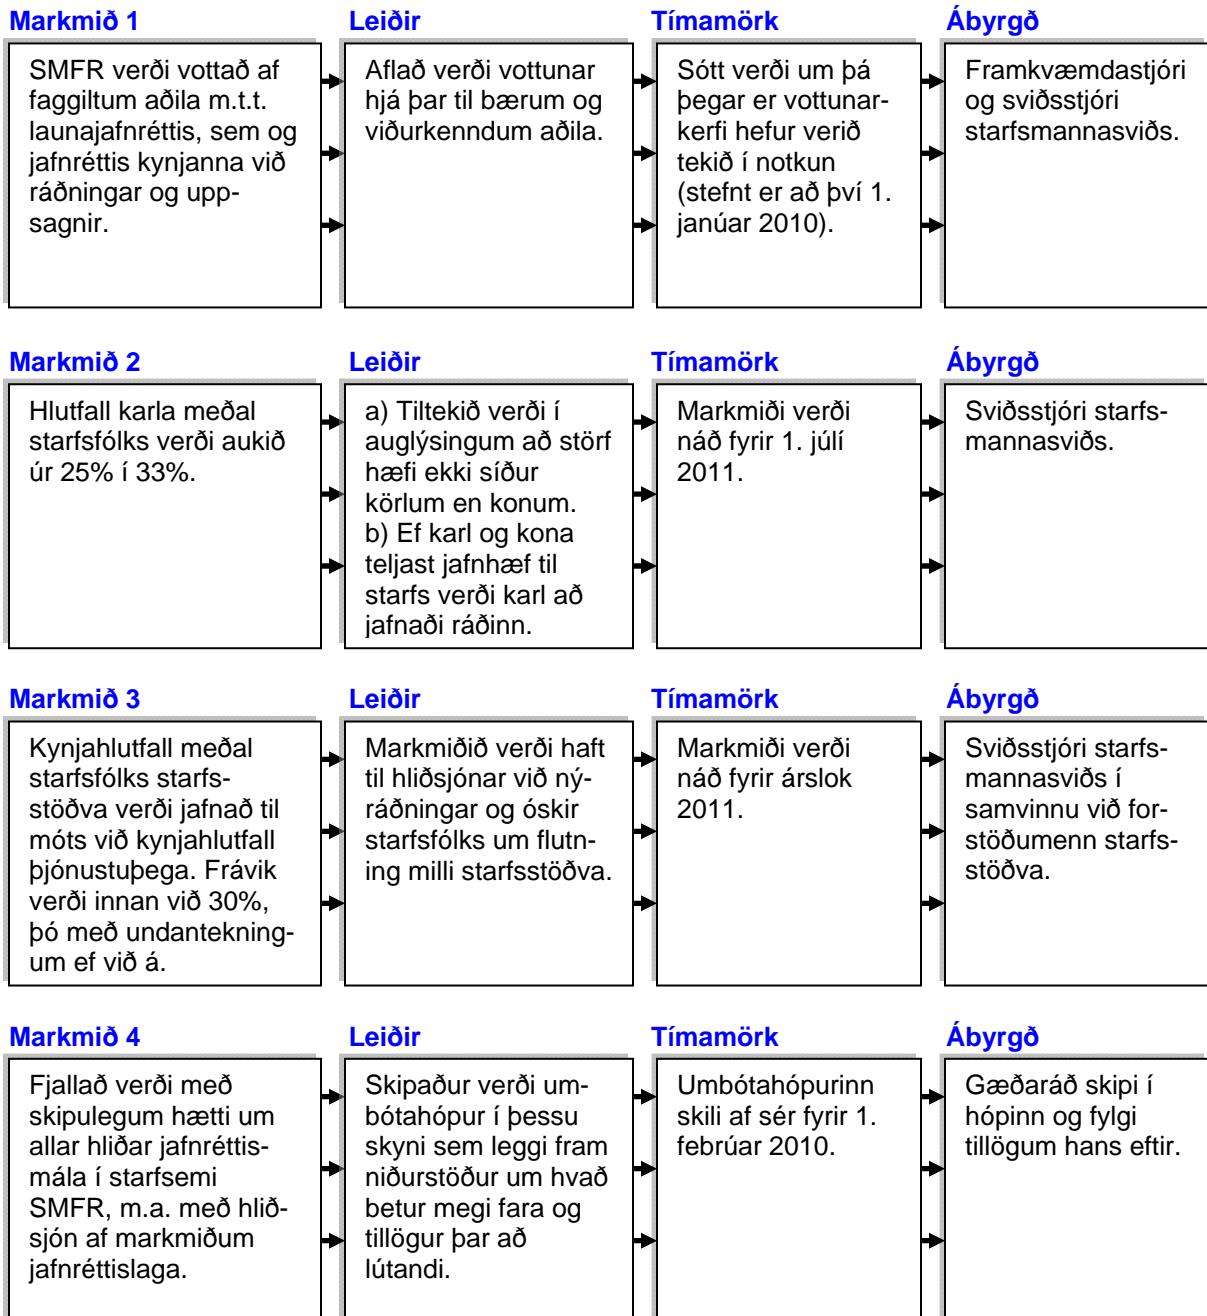 Markmið 1
SMFR verði vottað af
faggiltum aðila m.t.t.
launajafnréttis, sem og
jafnréttis kynjanna við
ráðningar og upp-
sagnir.
Leiðir
Aflað verði vottunar
hjá þar til bærum og
viðurkenndum aðila.
Tímamörk
Sótt verði um þá
þegar er vottunar-
kerfi hefur verið
tekið í notkun
(stefnt er að því 1.
janúar 2010).
Ábyrgð
Framkvæmdastjóri
og sviðsstjóri
starfsmannasviðs.
Markmið 2
Hlutfall karla meðal
starfsfólks verði aukið
úr 25% í 33%.
Leiðir
a) Tiltekið verði í
auglýsingum að störf
hæfi ekki síður
körlum en konum.
b) Ef karl og kona
teljast jafnhæf til
starfs verði karl að
jafnaði ráðinn.
Tímamörk
Markmiði verði
náð fyrir 1. júlí
2011.
Ábyrgð
Sviðsstjóri starfs-
mannasviðs.
Markmið 3
Kynjahlutfall meðal
starfsfólks starfs-
stöðva verði jafnað til
móts við kynjahlutfall
þjónustuþega. Frávik
verði innan við 30%,
þó með undantekning-
um ef við á.
Leiðir
Markmiðið verði haft
til hliðsjónar við ný-
ráðningar og óskir
starfsfólks um flutn-
ing milli starfsstöðva.
Tímamörk
Markmiði verði
náð fyrir árslok
2011.
Ábyrgð
Sviðsstjóri starfs-
mannasviðs í
samvinnu við for-
stöðumenn starfs-
stöðva.
Markmið 4
Fjallað verði með
skipulegum hætti um
allar hliðar jafnréttis-
mála í starfsemi
SMFR, m.a. með hlið-
sjón af markmiðum
jafnréttislaga.
Leiðir
Skipaður verði um-
bótahópur í þessu
skyni sem leggi fram
niðurstöður um hvað
betur megi fara og
tillögur þar að
lútandi.
Tímamörk
Umbótahópurinn
skili af sér fyrir 1.
febrúar 2010.
Ábyrgð
Gæðaráð skipi í
hópinn og fylgi
tillögum hans eftir.